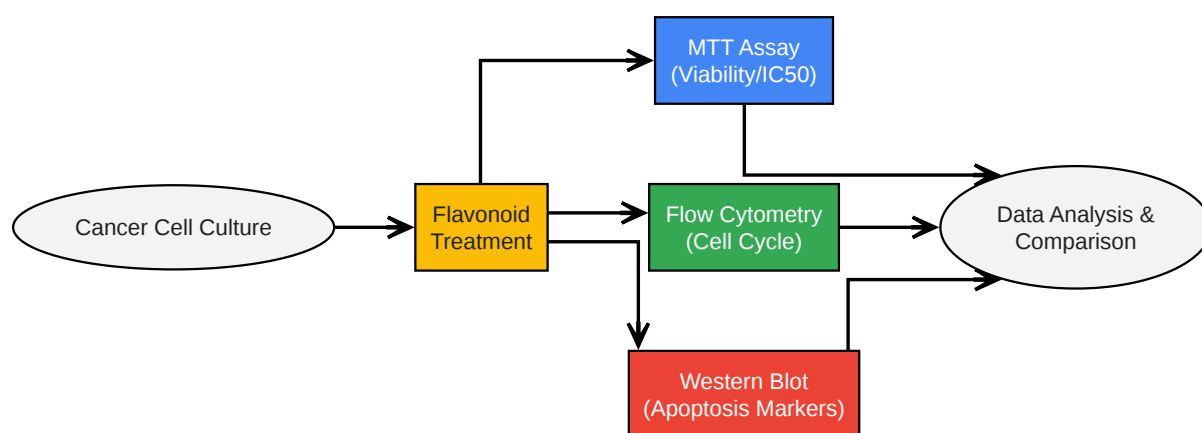 MTT Assay
(Viability/IC50)
Cancer Cell Culture
Flavonoid
Treatment
Flow Cytometry
(Cell Cycle)
Data Analysis &
Comparison
Western Blot
(Apoptosis Markers)